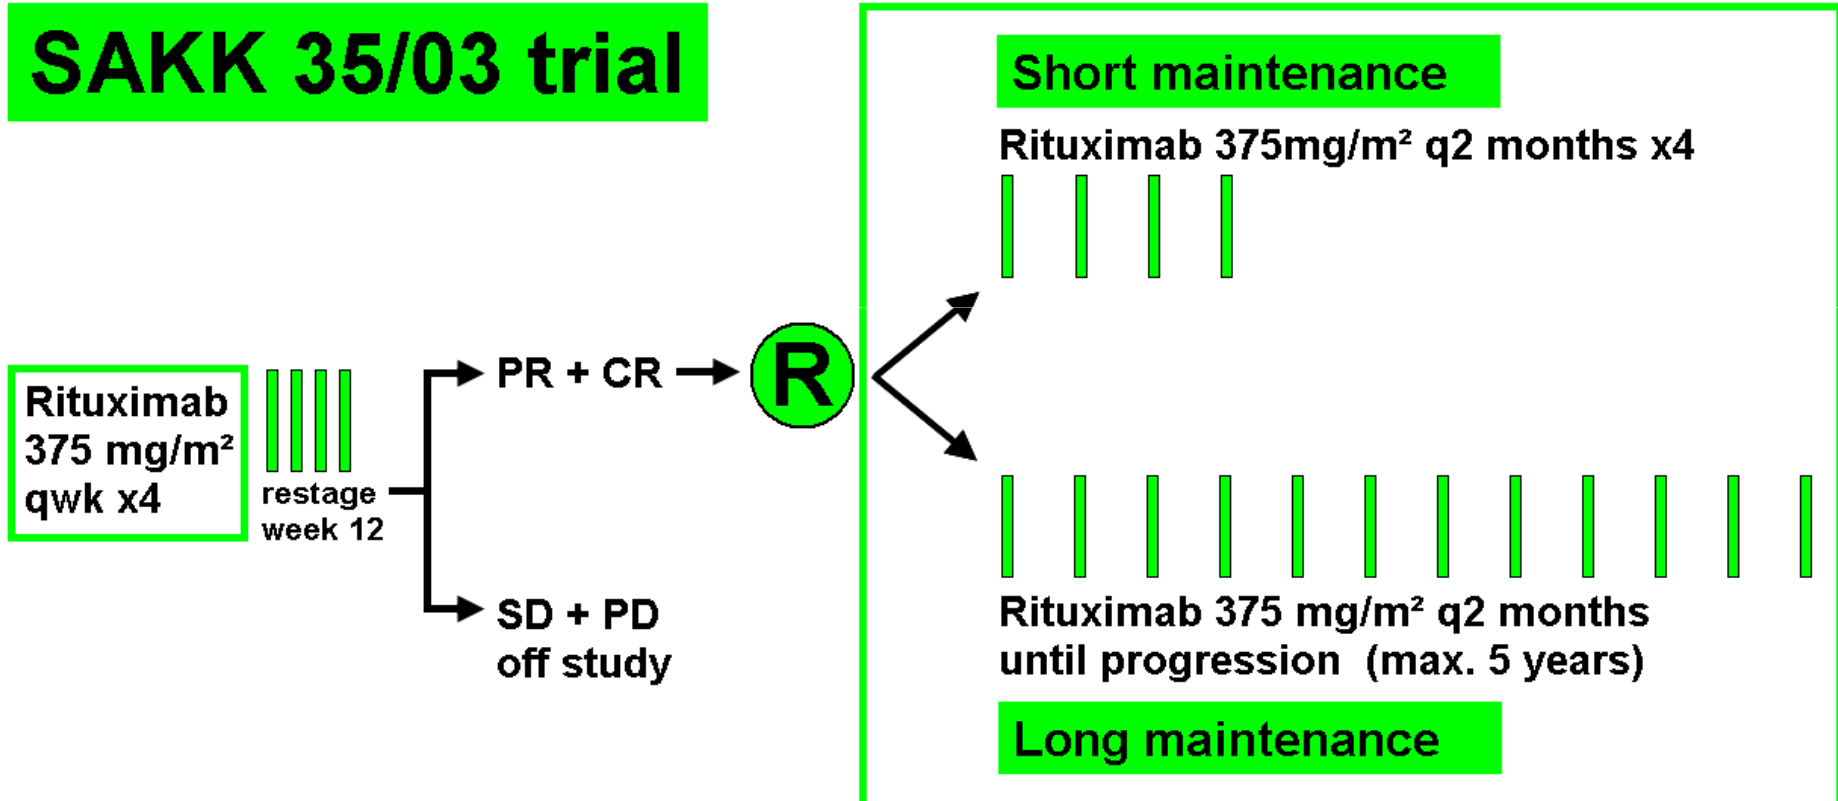 SAKK 35/03 trial
Rituximab
375 mg/m²
qwk x4
restage
week 12
PR + CR
SD + PD
off study
R
Short maintenance
Rituximab 375mg/m² q2 months x4
Rituximab 375 mg/m² q2 months
until progression (max. 5 years)
Long maintenance